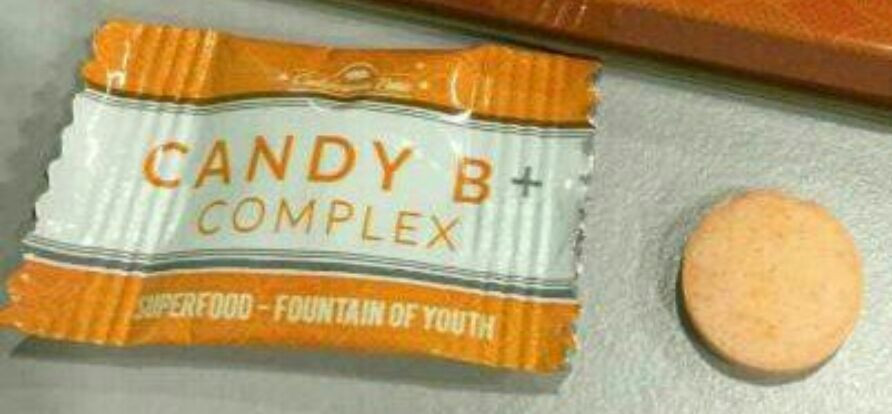 CANDY B+
COMPLEX
SUPERFOOD - FOUNTAIN OF YOUTH